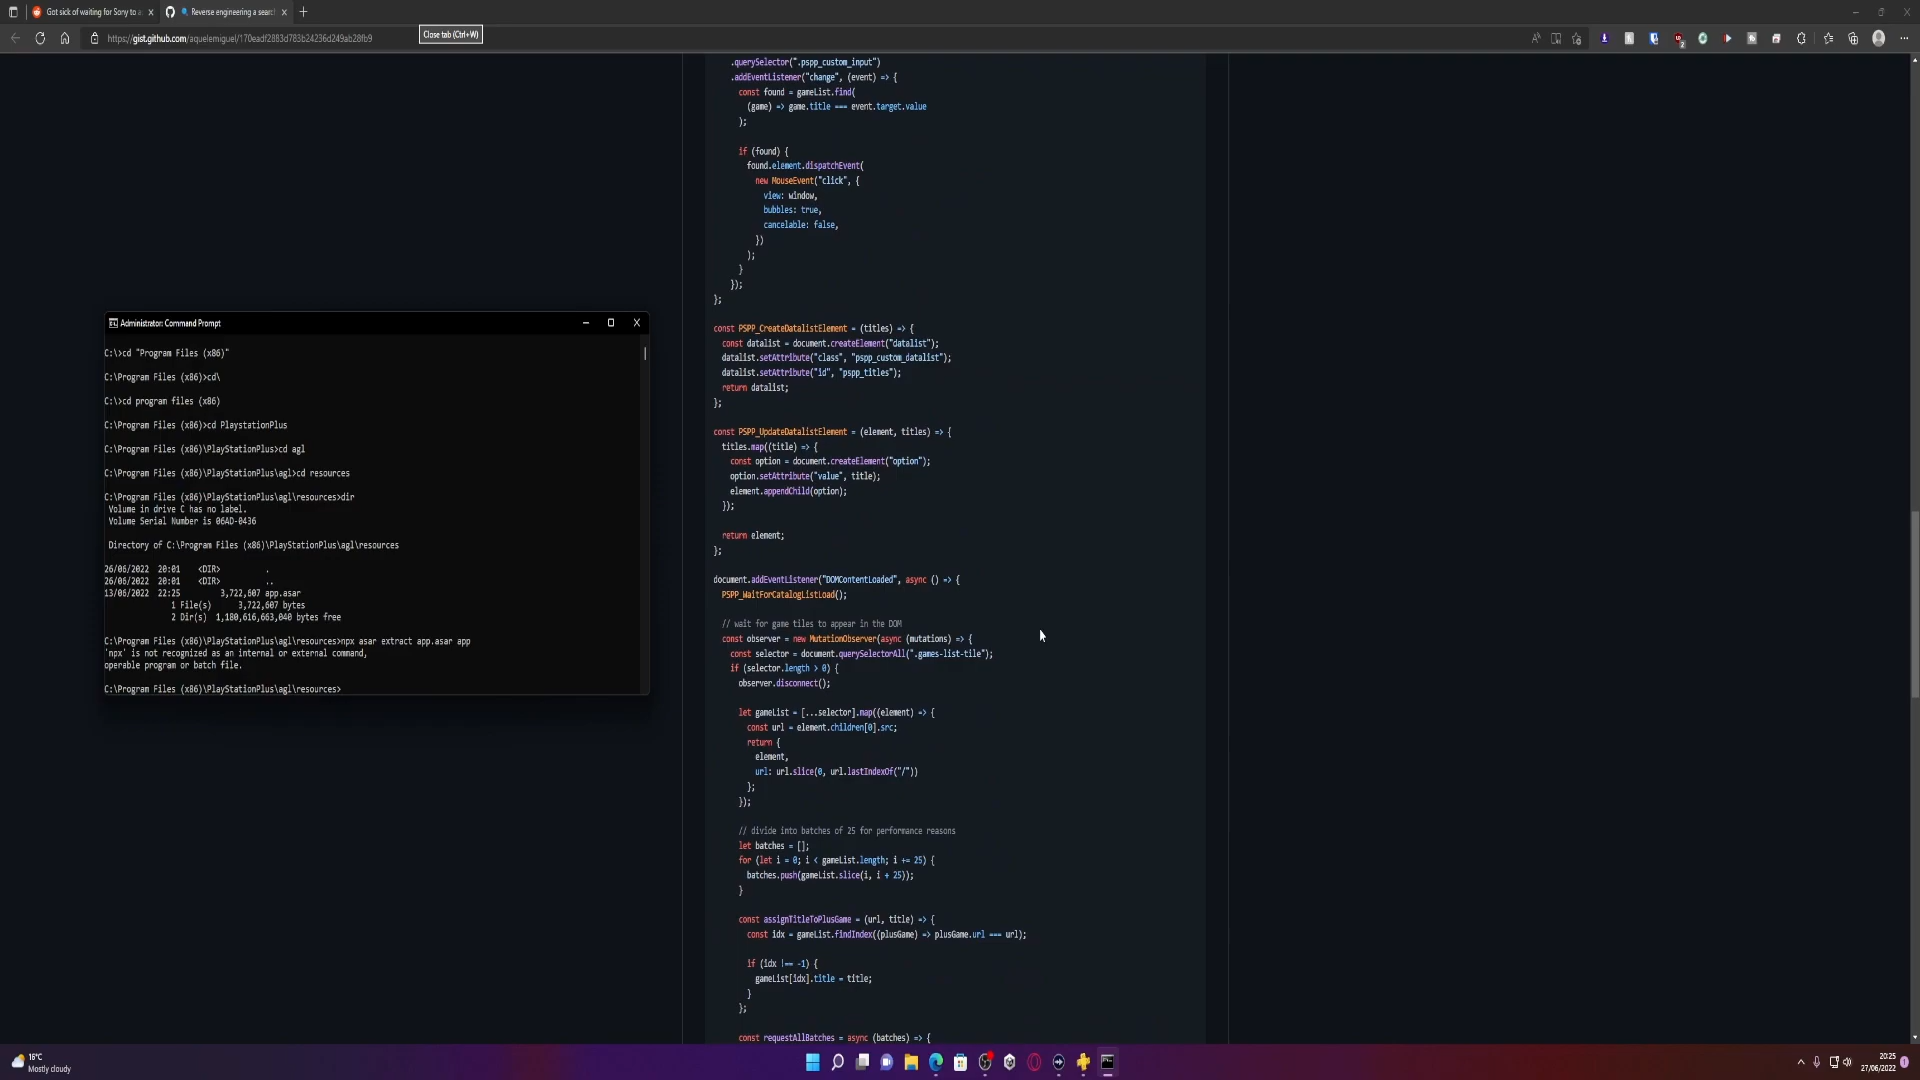 Got sick of waiting for Sony to a
Reverse engineering a searc
https://gist.github.com/aquelemiguel/170eadf2883d783b24236d249ab28fb9
Close tab (Ctrl+W)
.querySelector(".pspp_custom_input")
.addEventListener("change", (event) => {
const found = gameList.find(
(game) => game.title === event.target.value
);
if (found) {
found.element.dispatchEvent(
new MouseEvent("click", {
view: window,
bubbles: true,
cancelable: false,
})
);
}
});
};
const PSPP_CreateDatalistElement = (titles) => {
const datalist = document.createElement("datalist");
datalist.setAttribute("class", "pspp_custom_datalist");
datalist.setAttribute("id", "pspp_titles");
return datalist;
};
const PSPP_UpdateDatalistElement = (element, titles) => {
titles.map((title) => {
const option = document.createElement("option");
option.setAttribute("value", title);
element.appendChild(option);
});
return element;
};
document.addEventListener("DOMContentLoaded", async () => {
PSPP_WaitForCatalogListLoad();
// wait for game tiles to appear in the DOM
const observer = new MutationObserver(async (mutations) => {
const selector = document.querySelectorAll(".games-list-tile");
if (selector.length > 0) {
observer.disconnect();
let gameList = [...selector].map((element) => {
const url = element.children[0].src;
return {
element,
url: url.slice(0, url.lastIndexOf("/"))
};
});
// divide into batches of 25 for performance reasons
let batches = [];
for (let i = 0; i < gameList.length; i += 25) {
batches.push(gameList.slice(i, i + 25));
}
const assignTitleToPlusGame = (url, title) => {
const idx = gameList.findIndex((plusGame) => plusGame.url === url);
if (idx !== -1) {
gameList[idx].title = title;
}
};
const requestAllBatches = async (batches) => {
Administrator: Command Prompt
C:\>cd "Program Files (x86)"
C:\Program Files (x86)>cd\
C:\>cd program files (x86)
C:\Program Files (x86)>cd PlaystationPlus
C:\Program Files (x86)\PlayStationPlus>cd agl
C:\Program Files (x86)\PlayStationPlus\agl>cd resources
C:\Program Files (x86)\PlayStationPlus\agl\resources>dir
Volume in drive C has no label.
Volume Serial Number is 06AD-0436
Directory of C:\Program Files (x86)\PlayStationPlus\agl\resources
26/06/2022 20:01 <DIR> .
26/06/2022 20:01 <DIR> ..
13/06/2022 22:25 3,722,607 app.asar
1 File(s) 3,722,607 bytes
2 Dir(s) 1,180,616,663,040 bytes free
C:\Program Files (x86)\PlayStationPlus\agl\resources>npx asar extract app.asar app
'npx' is not recognized as an internal or external command,
operable program or batch file.
C:\Program Files (x86)\PlayStationPlus\agl\resources>
16°C
Mostly cloudy
20:25
27/06/2022